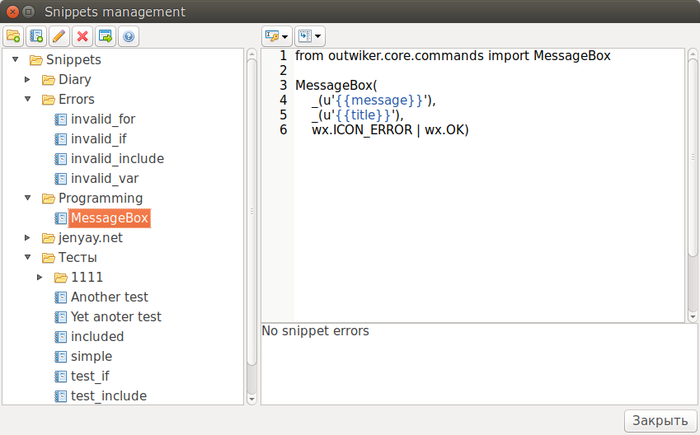 Snippets management
Snippets
Diary
Errors
invalid_for
invalid_if
invalid_include
invalid_var
Programming
MessageBox
jenyay.net
Тесты
1111
Another test
Yet anoter test
included
simple
test_if
test_include
1 from outwiker.core.commands import MessageBox
2
3 MessageBox(
4 _(u'{{message}}'),
5 _(u'{{title}}'),
6 wx.ICON_ERROR | wx.OK)
No snippet errors
Закрыть